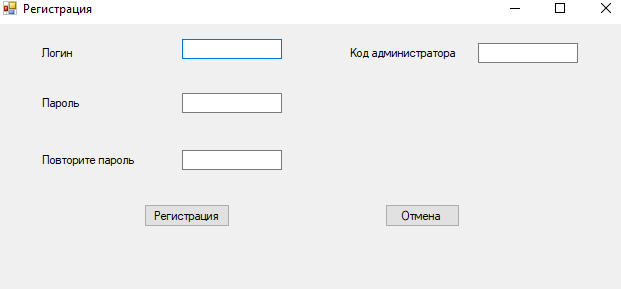 Регистрация
Логин
Код администратора
Пароль
Повторите пароль
Регистрация
Отмена